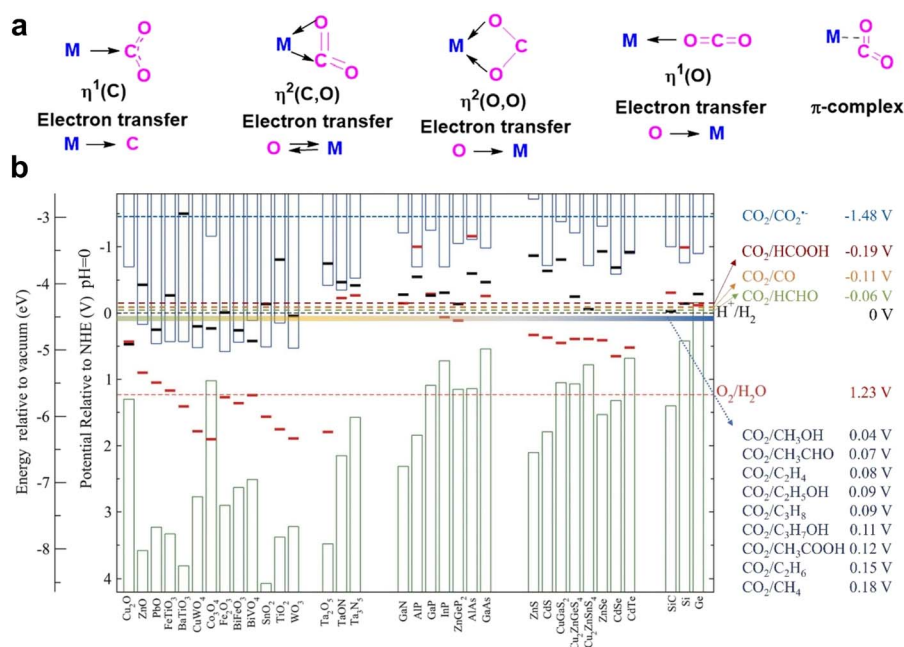 a
M C O O
η¹(C)
Electron transfer
M C
M O C O
η²(C,O)
Electron transfer
O M
M O C O
η²(O,O)
Electron transfer
O M
M O=C=O
η¹(O)
Electron transfer
O M
M O C O
π-complex
b
Energy relative to vacuum (eV)
-3
-4
-5
-6
-7
-8
Potential Relative to NHE (V) pH=0
-1
0
1
2
3
4
Cu₂O
ZnO
PbO
FeTiO₃
BaTiO₃
CuWO₄
Co₃O₄
Fe₂O₃
BiFeO₃
BiVO₄
SnO₂
TiO₂
WO₃
Ta₂O₅
TaON
Ta₃N₅
GaN
AlP
GaP
InP
ZnGeP₂
AlAs
GaAs
ZnS
CdS
CuGaS₂
Cu₂ZnGeS₄
Cu₂ZnSnS₄
ZnSe
CdSe
CdTe
SiC
Si
Ge
CO₂/CO₂•⁻ -1.48 V
CO₂/HCOOH -0.19 V
CO₂/CO -0.11 V
CO₂/HCHO -0.06 V
H⁺/H₂ 0 V
O₂/H₂O 1.23 V
CO₂/CH₃OH 0.04 V
CO₂/CH₃CHO 0.07 V
CO₂/C₂H₄ 0.08 V
CO₂/C₂H₅OH 0.09 V
CO₂/C₃H₈ 0.09 V
CO₂/C₃H₇OH 0.11 V
CO₂/CH₃COOH 0.12 V
CO₂/C₂H₆ 0.15 V
CO₂/CH₄ 0.18 V